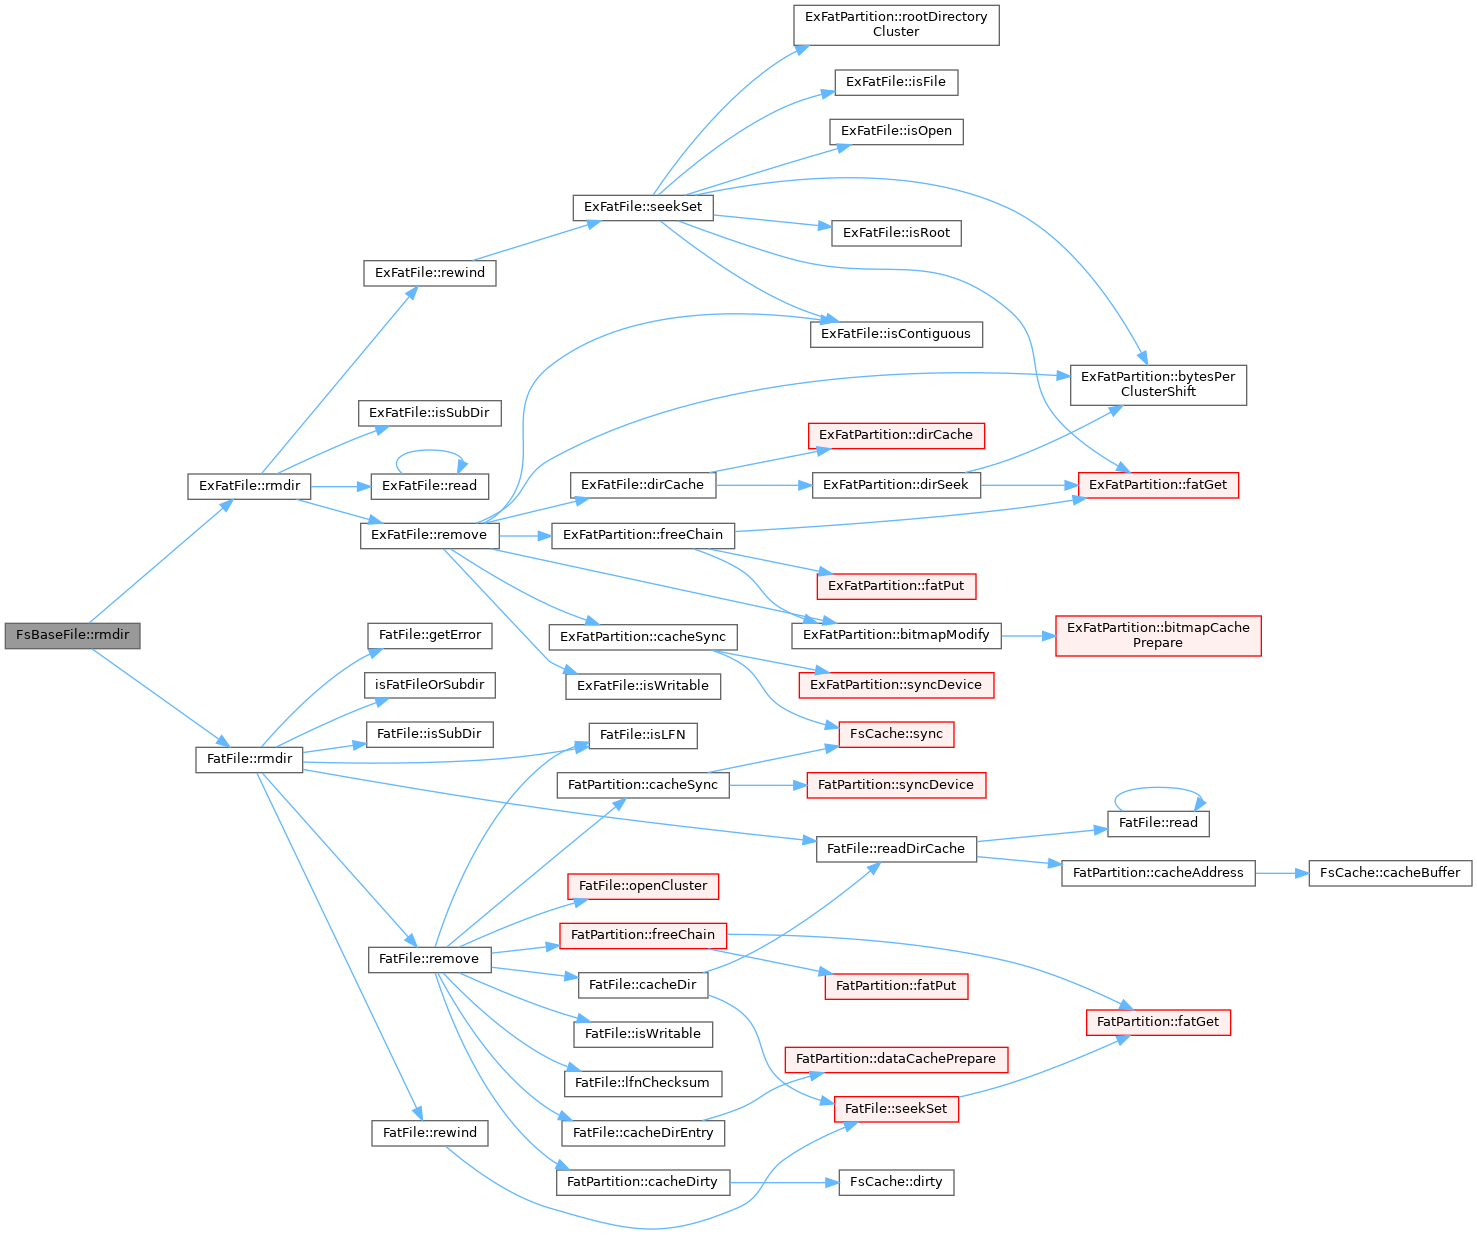 ExFatPartition::rootDirectory
Cluster
ExFatFile::isFile
ExFatFile::isOpen
ExFatFile::seekSet
ExFatFile::isRoot
ExFatFile::rewind
ExFatFile::isContiguous
ExFatPartition::bytesPer
ClusterShift
ExFatFile::isSubDir
ExFatPartition::dirCache
ExFatFile::rmdir
ExFatFile::read
ExFatFile::dirCache
ExFatPartition::dirSeek
ExFatPartition::fatGet
ExFatFile::remove
ExFatPartition::freeChain
ExFatPartition::fatPut
FsBaseFile::rmdir
FatFile::getError
ExFatPartition::cacheSync
ExFatPartition::bitmapModify
ExFatPartition::bitmapCache
Prepare
isFatFileOrSubdir
ExFatFile::isWritable
ExFatPartition::syncDevice
FatFile::isSubDir
FatFile::isLFN
FsCache::sync
FatFile::rmdir
FatPartition::cacheSync
FatPartition::syncDevice
FatFile::read
FatFile::readDirCache
FatPartition::cacheAddress
FsCache::cacheBuffer
FatFile::openCluster
FatPartition::freeChain
FatFile::remove
FatFile::cacheDir
FatPartition::fatPut
FatPartition::fatGet
FatFile::isWritable
FatPartition::dataCachePrepare
FatFile::lfnChecksum
FatFile::seekSet
FatFile::rewind
FatFile::cacheDirEntry
FatPartition::cacheDirty
FsCache::dirty